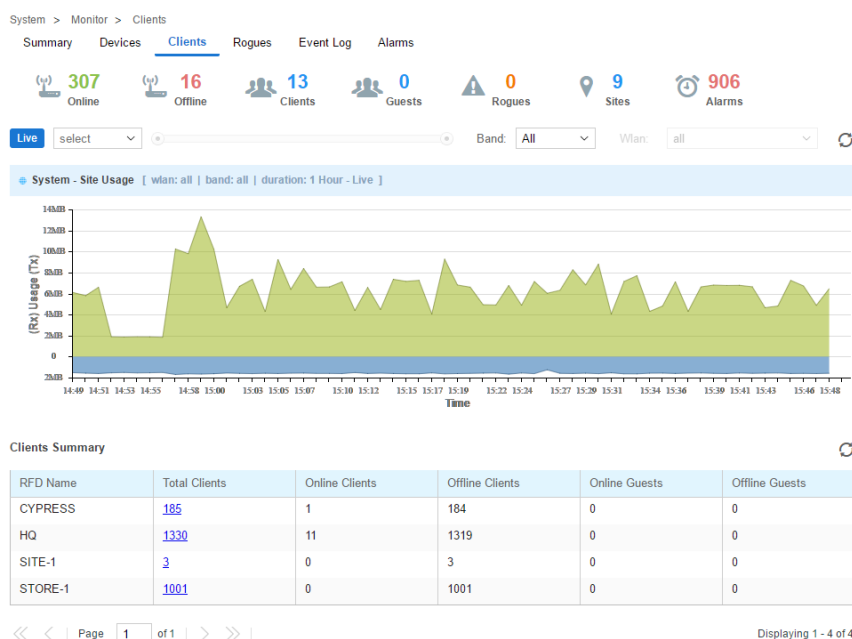 System > Monitor > Clients
Summary Devices Clients Rogues Event Log Alarms
307 16 13 0 0 9 906
Online Offline Clients Guests Rogues Sites Alarms
Live select Band: All Wlan: all
System - Site Usage [ wlan: all | band: all | duration: 1 Hour - Live ]
14MB
12MB
10MB
8MB
6MB
4MB
2MB
0
2MB
(Rx) Usage (Tx)
14:49 14:51 14:53 14:55 14:58 15:00 15:03 15:05 15:07 15:10 15:12 15:15 15:17 15:19 15:22 15:24 15:27 15:29 15:31 15:34 15:36 15:39 15:41 15:43 15:46 15:48
Time
Clients Summary
RFD Name Total Clients Online Clients Offline Clients Online Guests Offline Guests
CYPRESS 185 1 184 0 0
HQ 1330 11 1319 0 0
SITE-1 3 0 3 0 0
STORE-1 1001 0 1001 0 0
Page 1 of 1 Displaying 1 - 4 of 4